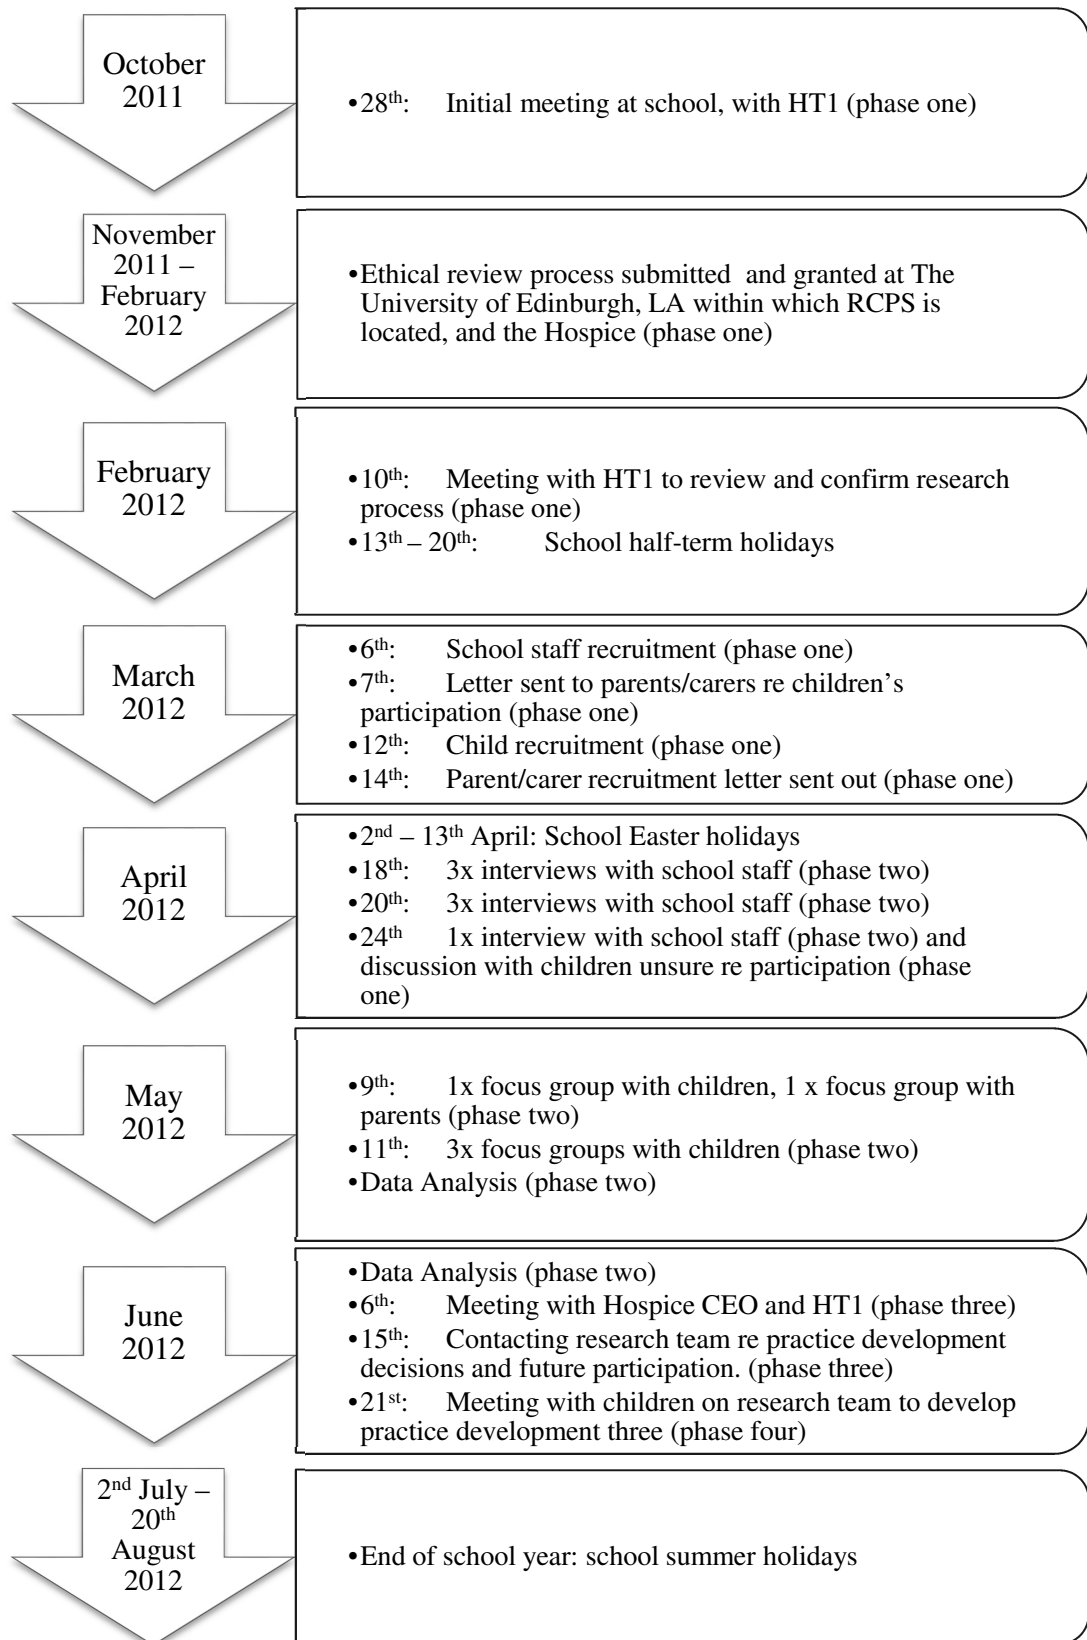 October
2011
•28th: Initial meeting at school, with HT1 (phase one)
November
2011 –
February
2012
•Ethical review process submitted and granted at The
University of Edinburgh, LA within which RCPS is
located, and the Hospice (phase one)
February
2012
•10th: Meeting with HT1 to review and confirm research
process (phase one)
•13th – 20th: School half-term holidays
March
2012
•6th: School staff recruitment (phase one)
•7th: Letter sent to parents/carers re children's
participation (phase one)
•12th: Child recruitment (phase one)
•14th: Parent/carer recruitment letter sent out (phase one)
April
2012
•2nd – 13th April: School Easter holidays
•18th: 3x interviews with school staff (phase two)
•20th: 3x interviews with school staff (phase two)
•24th 1x interview with school staff (phase two) and
discussion with children unsure re participation (phase
one)
May
2012
•9th: 1x focus group with children, 1 x focus group with
parents (phase two)
•11th: 3x focus groups with children (phase two)
•Data Analysis (phase two)
June
2012
•Data Analysis (phase two)
•6th: Meeting with Hospice CEO and HT1 (phase three)
•15th: Contacting research team re practice development
decisions and future participation. (phase three)
•21st: Meeting with children on research team to develop
practice development three (phase four)
2nd July –
20th
August
2012
•End of school year: school summer holidays